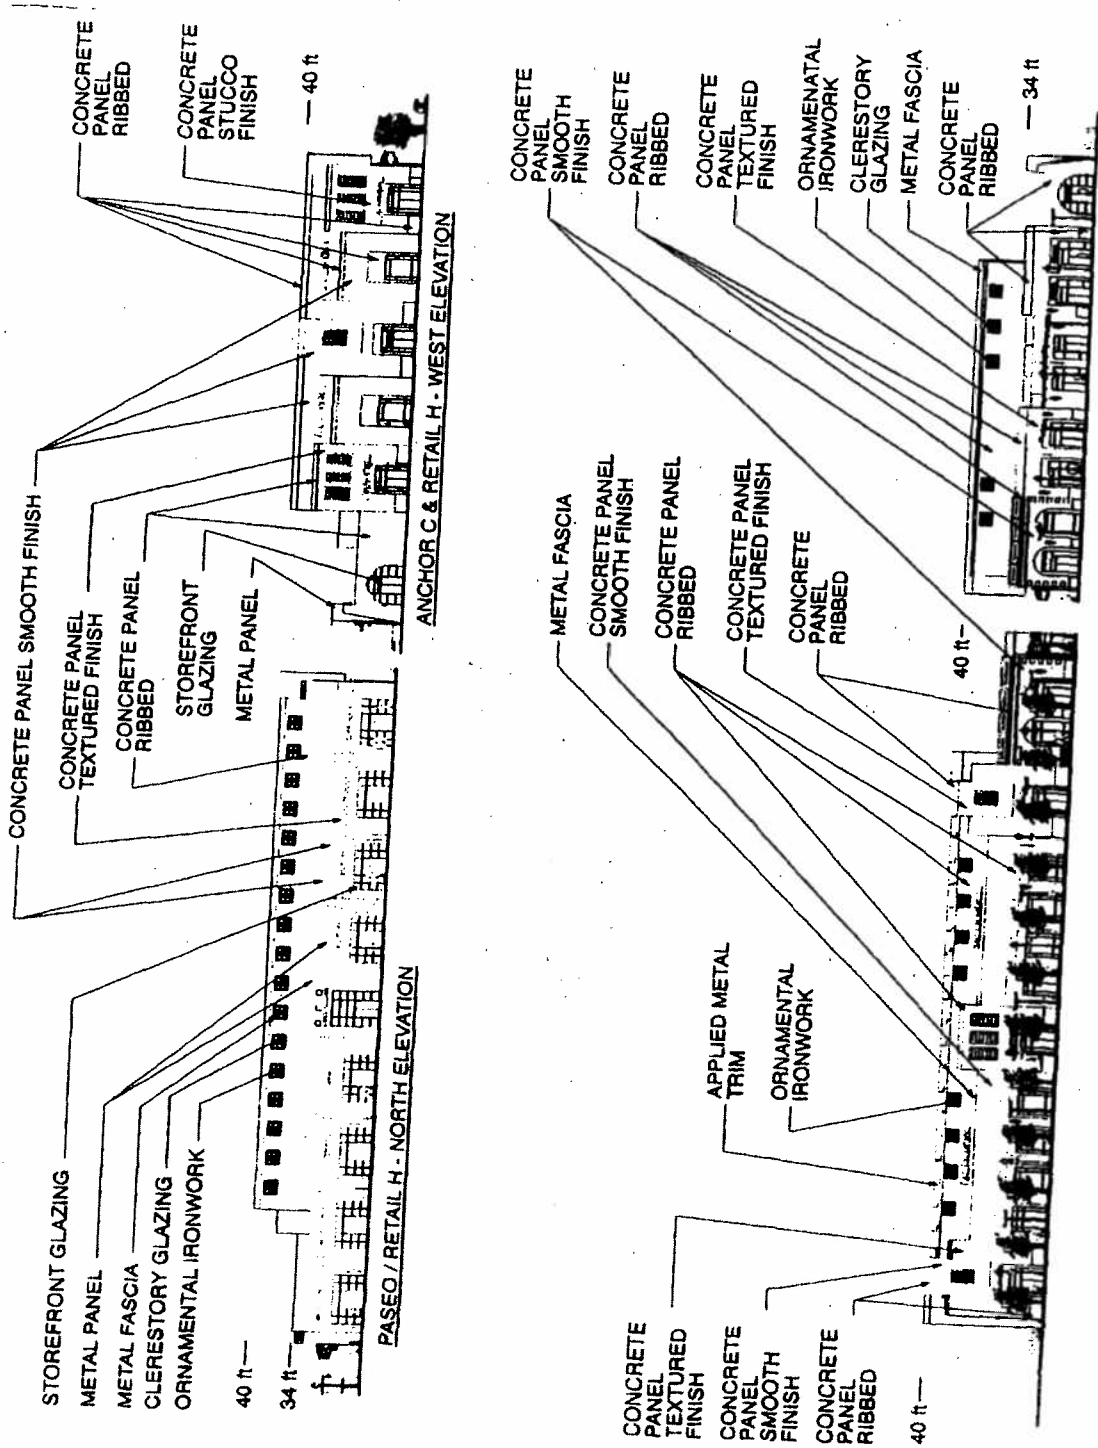 CONCRETE PANEL SMOOTH FINISH
CONCRETE PANEL
TEXTURED FINISH
CONCRETE PANEL
RIBBED
STOREFRONT
GLAZING
METAL PANEL
CONCRETE
PANEL
RIBBED
40 ft
CONCRETE
PANEL
STUCCO
FINISH
ANCHOR C & RETAIL H - WEST ELEVATION
STOREFRONT GLAZING
METAL PANEL
METAL FASCIA
CLERESTORY GLAZING
ORNAMENTAL IRONWORK
40 ft
34 ft
PASEO / RETAIL H - NORTH ELEVATION
CONCRETE
PANEL
SMOOTH
FINISH
CONCRETE
PANEL
RIBBED
CONCRETE
PANEL
TEXTURED
FINISH
ORNAMENATAL
IRONWORK
CLERESTORY
GLAZING
METAL FASCIA
CONCRETE
PANEL
RIBBED
34 ft
METAL FASCIA
CONCRETE PANEL
SMOOTH FINISH
CONCRETE PANEL
RIBBED
CONCRETE PANEL
TEXTURED FINISH
CONCRETE
PANEL
RIBBED
40 ft
APPLIED METAL
TRIM
ORNAMENTAL
IRONWORK
CONCRETE
PANEL
TEXTURED
FINISH
CONCRETE
PANEL
SMOOTH
FINISH
CONCRETE
PANEL
RIBBED
40 ft